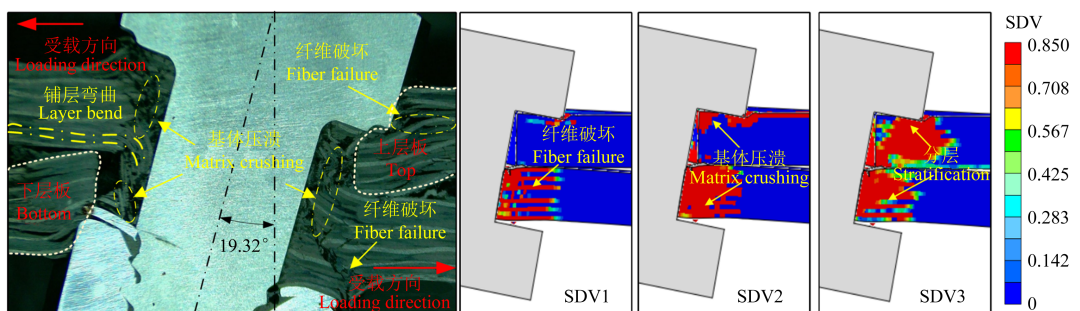 受载方向
Loading direction
铺层弯曲
Layer bend
下层板
Bottom
纤维破坏
Fiber failure
基体压溃
Matrix crushing
上层板
Top
纤维破坏
Fiber failure
19.32°
受载方向
Loading direction
纤维破坏
Fiber failure
SDV1
基体压溃
Matrix crushing
SDV2
分层
Stratification
SDV3
SDV
0.850
0.708
0.567
0.425
0.283
0.142
0